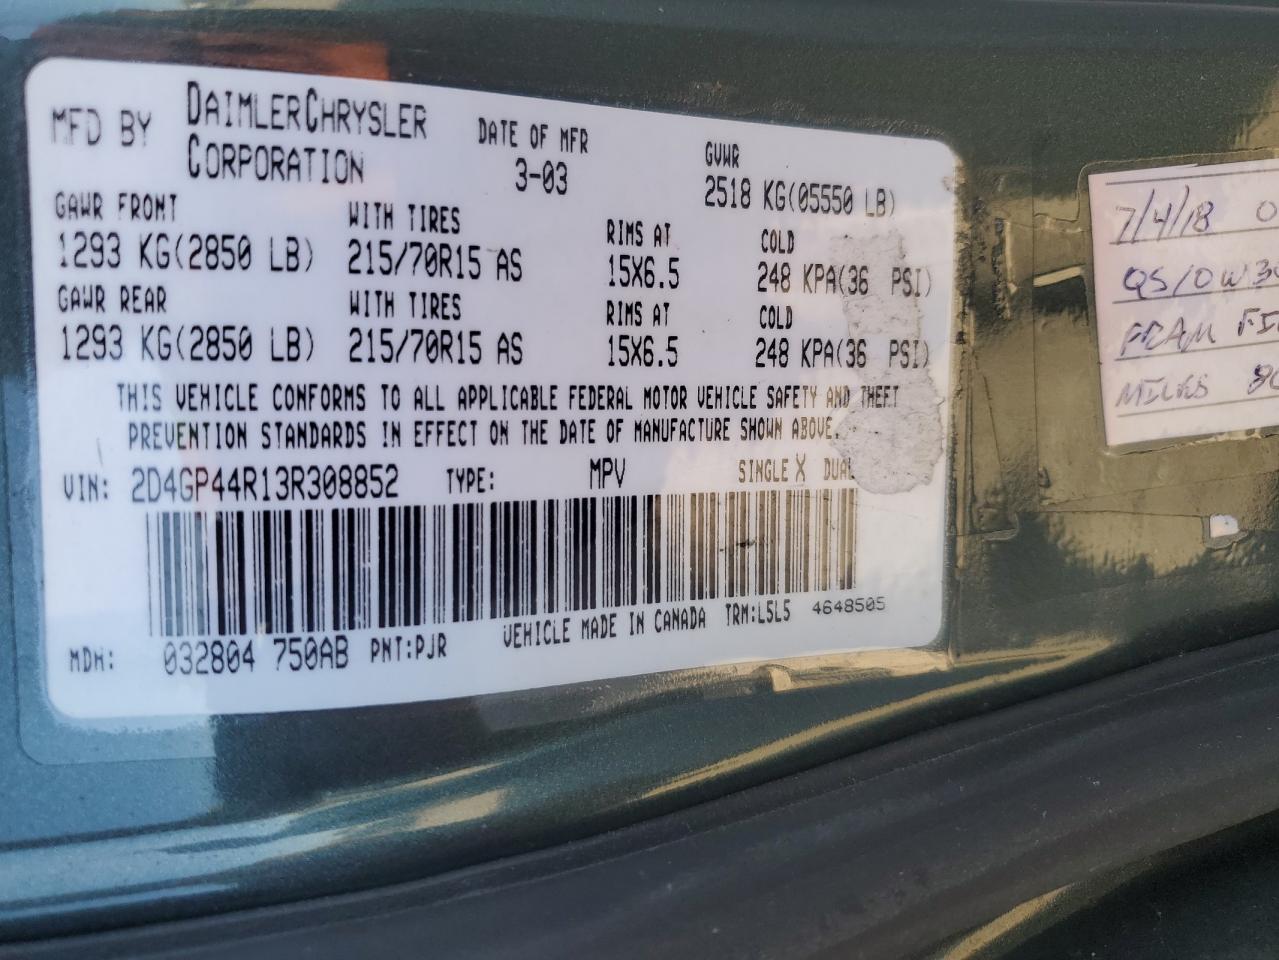 MFD BY DAIMLERCHRYSLER CORPORATION DATE OF MFR 3-03 GVWR 2518 KG(05550 LB)
GAWR FRONT WITH TIRES RIMS AT COLD
1293 KG(2850 LB) 215/70R15 AS 15X6.5 248 KPA(36 PSI)
GAWR REAR WITH TIRES RIMS AT COLD
1293 KG(2850 LB) 215/70R15 AS 15X6.5 248 KPA(36 PSI)
THIS VEHICLE CONFORMS TO ALL APPLICABLE FEDERAL MOTOR VEHICLE SAFETY AND THEFT
PREVENTION STANDARDS IN EFFECT ON THE DATE OF MANUFACTURE SHOWN ABOVE.
VIN: 2D4GP44R13R308852 TYPE: MPV SINGLE X DUAL
MDH: 032804 750AB PNT:PJR VEHICLE MADE IN CANADA TRM:L5L5 4648505
7/4/18
QS 10W30
FRAM
MILES